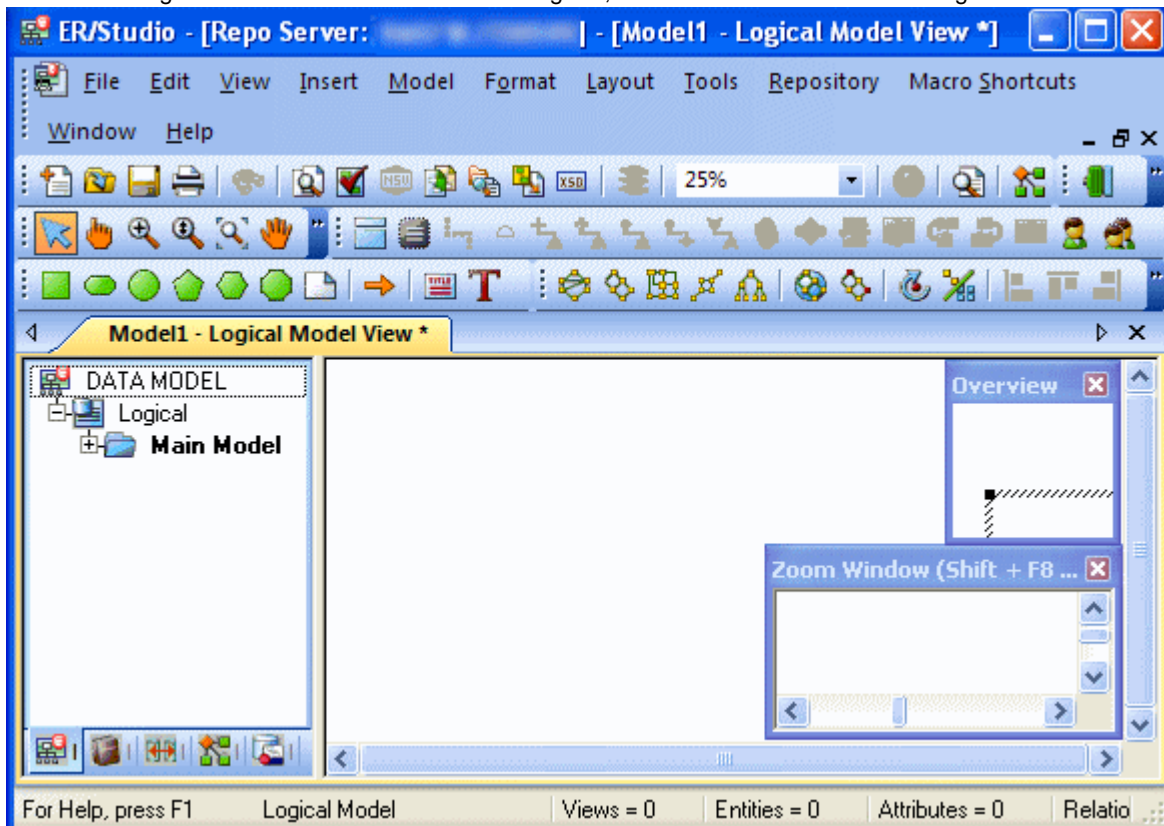 ER/Studio - [Repo Server: | - [Model1 - Logical Model View *]
File Edit View Insert Model Format Layout Tools Repository Macro Shortcuts
Window Help
NSU XSD 25%
TITLE T
Model1 - Logical Model View *
DATA MODEL
Logical
Main Model
Overview
Zoom Window (Shift + F8 ...
For Help, press F1 Logical Model Views = 0 Entities = 0 Attributes = 0 Relatio